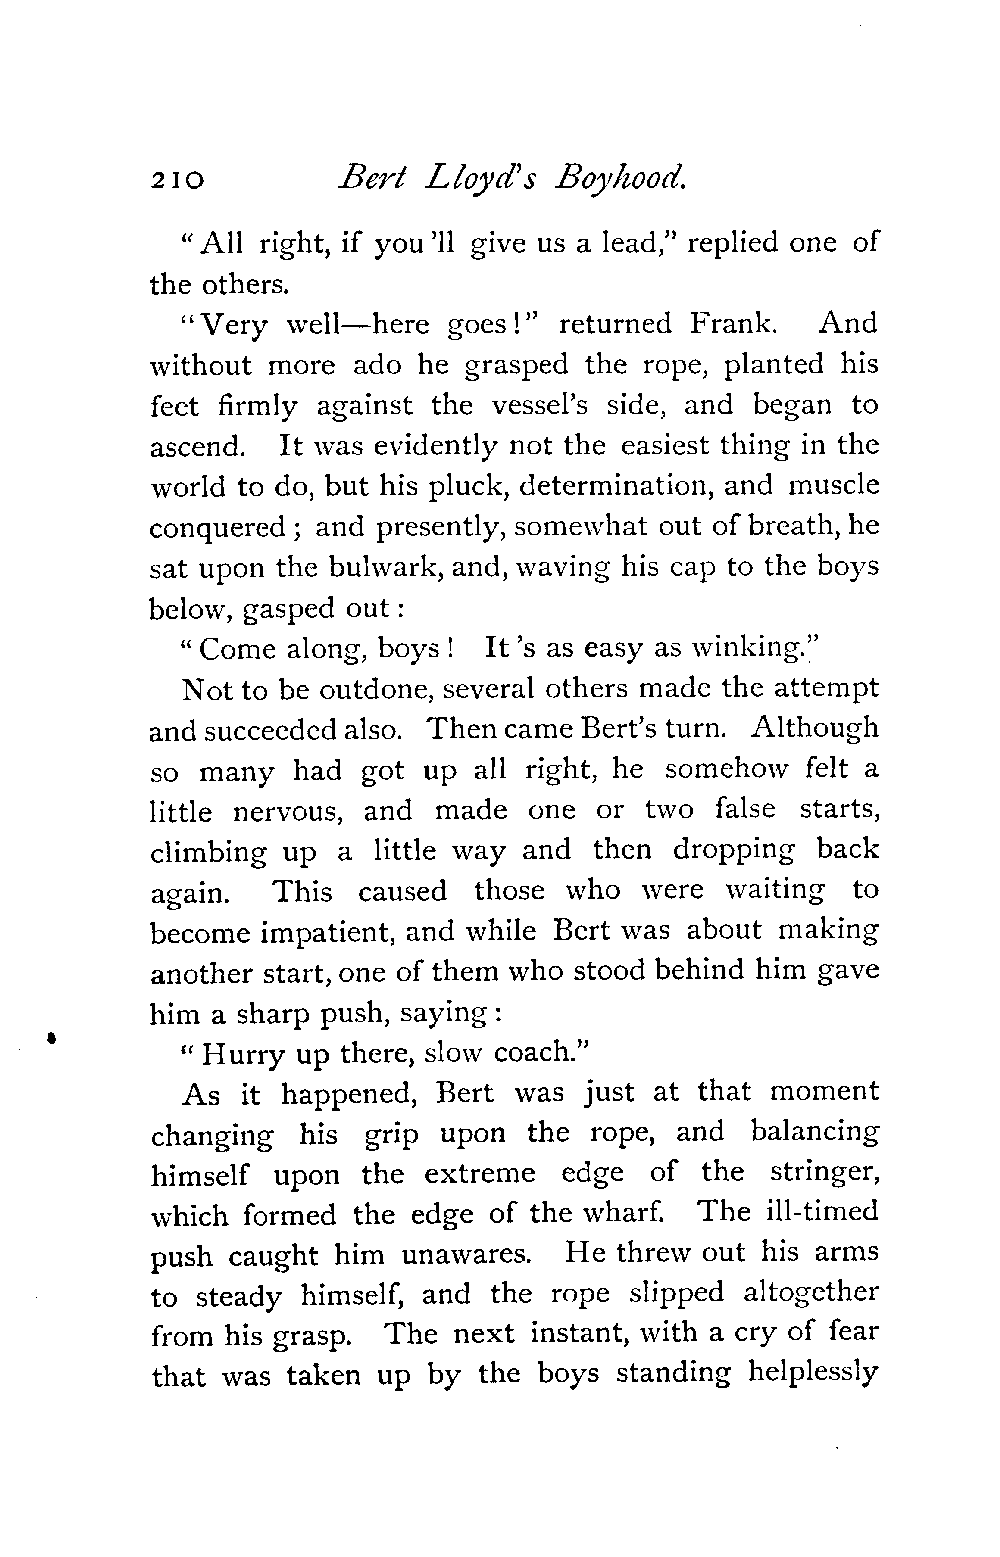 210 Bert Lloyd's Boyhood.
"All right, if you'll give us a lead," replied one of
the others.
"Very well—here goes!" returned Frank. And
without more ado he grasped the rope, planted his
feet firmly against the vessel's side, and began to
ascend. It was evidently not the easiest thing in the
world to do, but his pluck, determination, and muscle
conquered; and presently, somewhat out of breath, he
sat upon the bulwark, and, waving his cap to the boys
below, gasped out:
"Come along, boys! It's as easy as winking."
Not to be outdone, several others made the attempt
and succeeded also. Then came Bert's turn. Although
so many had got up all right, he somehow felt a
little nervous, and made one or two false starts,
climbing up a little way and then dropping back
again. This caused those who were waiting to
become impatient, and while Bert was about making
another start, one of them who stood behind him gave
him a sharp push, saying:
"Hurry up there, slow coach."
As it happened, Bert was just at that moment
changing his grip upon the rope, and balancing
himself upon the extreme edge of the stringer,
which formed the edge of the wharf. The ill-timed
push caught him unawares. He threw out his arms
to steady himself, and the rope slipped altogether
from his grasp. The next instant, with a cry of fear
that was taken up by the boys standing helplessly